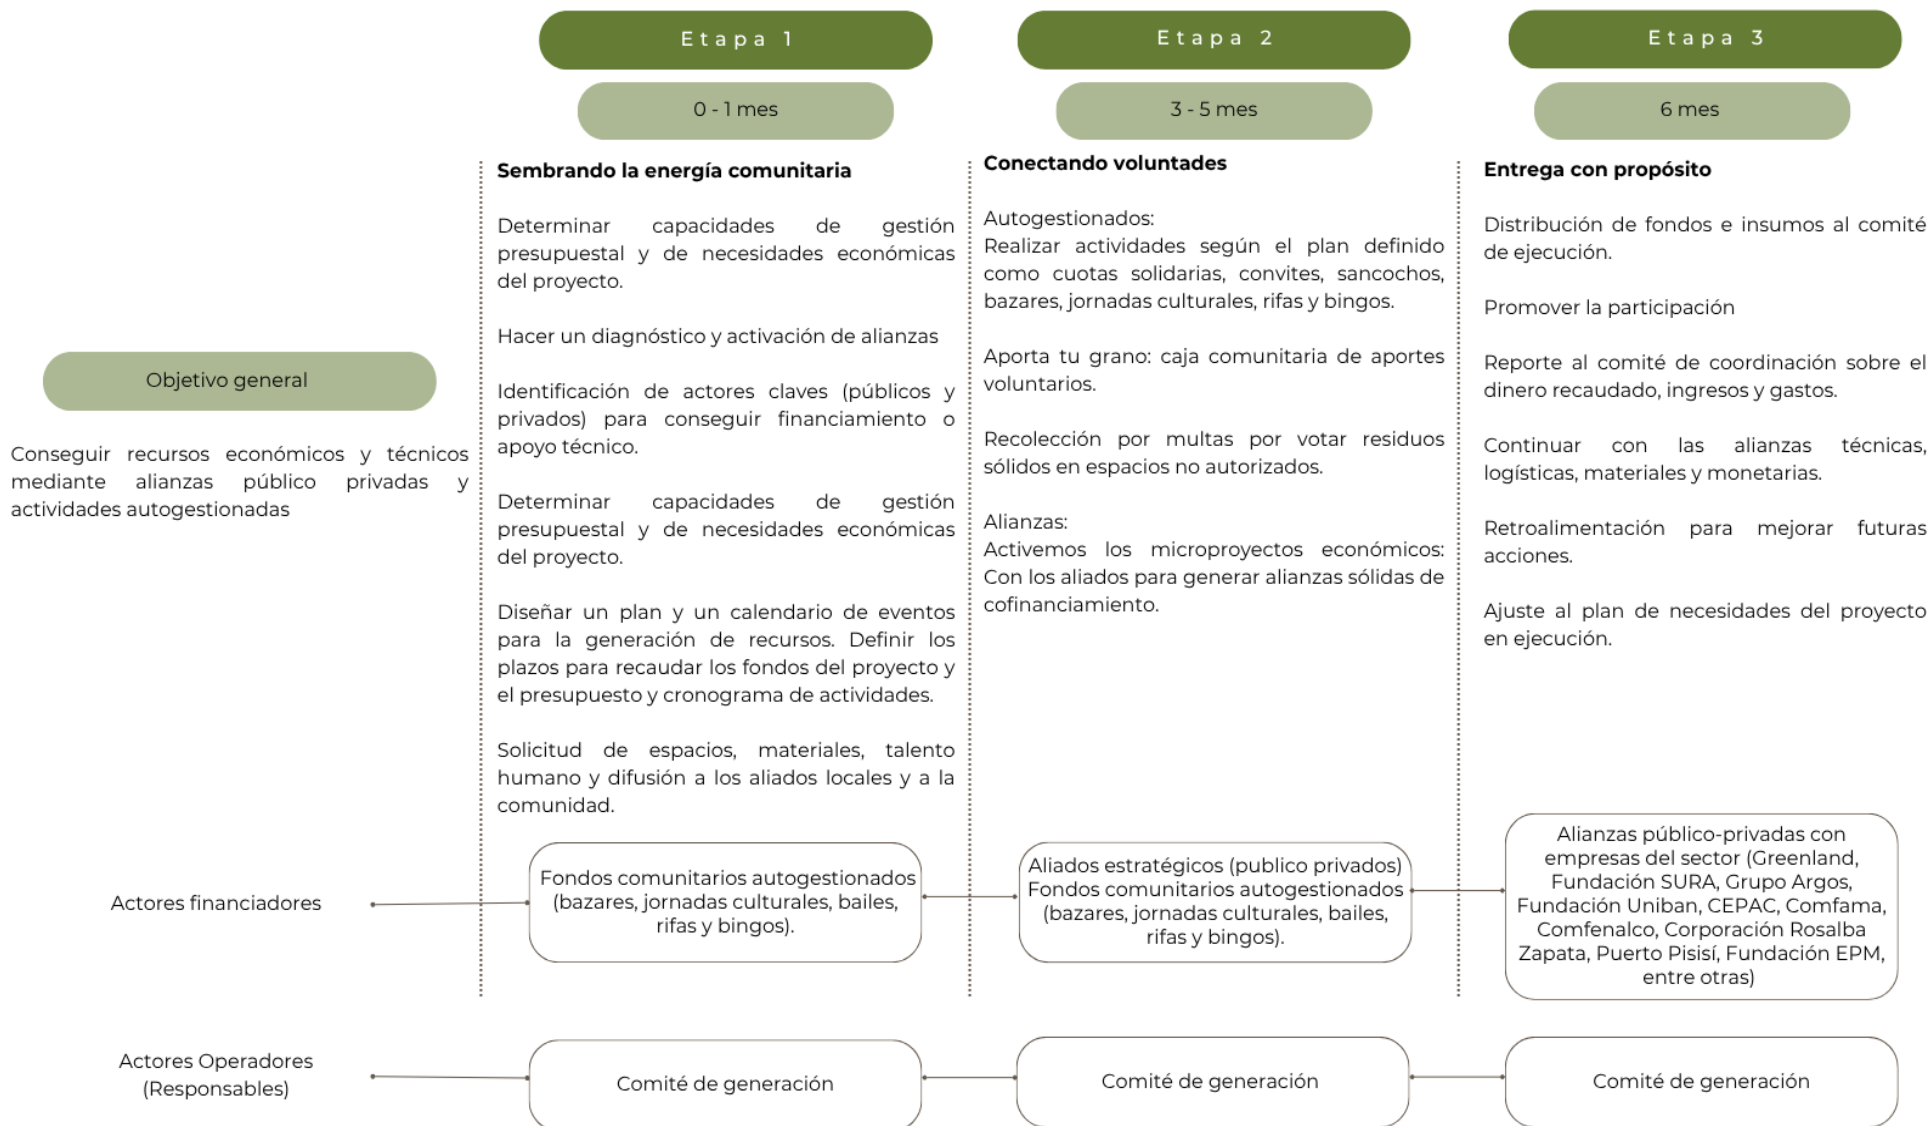 Etapa 1
Etapa 2
Etapa 3
0 - 1 mes
3 - 5 mes
6 mes
Objetivo general
Conseguir recursos económicos y técnicos
mediante alianzas público privadas y
actividades autogestionadas
Sembrando la energía comunitaria
Determinar capacidades de gestión
presupuestal y de necesidades económicas
del proyecto.
Hacer un diagnóstico y activación de alianzas
Identificación de actores claves (públicos y
privados) para conseguir financiamiento o
apoyo técnico.
Determinar capacidades de gestión
presupuestal y de necesidades económicas
del proyecto.
Diseñar un plan y un calendario de eventos
para la generación de recursos. Definir los
plazos para recaudar los fondos del proyecto y
el presupuesto y cronograma de actividades.
Solicitud de espacios, materiales, talento
humano y difusión a los aliados locales y a la
comunidad.
Conectando voluntades
Autogestionados:
Realizar actividades según el plan definido
como cuotas solidarias, convites, sancochos,
bazares, jornadas culturales, rifas y bingos.
Aporta tu grano: caja comunitaria de aportes
voluntarios.
Recolección por multas por votar residuos
sólidos en espacios no autorizados.
Alianzas:
Activemos los microproyectos económicos:
Con los aliados para generar alianzas sólidas de
cofinanciamiento.
Entrega con propósito
Distribución de fondos e insumos al comité
de ejecución.
Promover la participación
Reporte al comité de coordinación sobre el
dinero recaudado, ingresos y gastos.
Continuar con las alianzas técnicas,
logísticas, materiales y monetarias.
Retroalimentación para mejorar futuras
acciones.
Ajuste al plan de necesidades del proyecto
en ejecución.
Actores financiadores
Fondos comunitarios autogestionados
(bazares, jornadas culturales, bailes,
rifas y bingos).
Aliados estratégicos (publico privados)
Fondos comunitarios autogestionados
(bazares, jornadas culturales, bailes,
rifas y bingos).
Alianzas público-privadas con
empresas del sector (Greenland,
Fundación SURA, Grupo Argos,
Fundación Uniban, CEPAC, Comfama,
Comfenalco, Corporación Rosalba
Zapata, Puerto Pisisí, Fundación EPM,
entre otras)
Actores Operadores
(Responsables)
Comité de generación
Comité de generación
Comité de generación